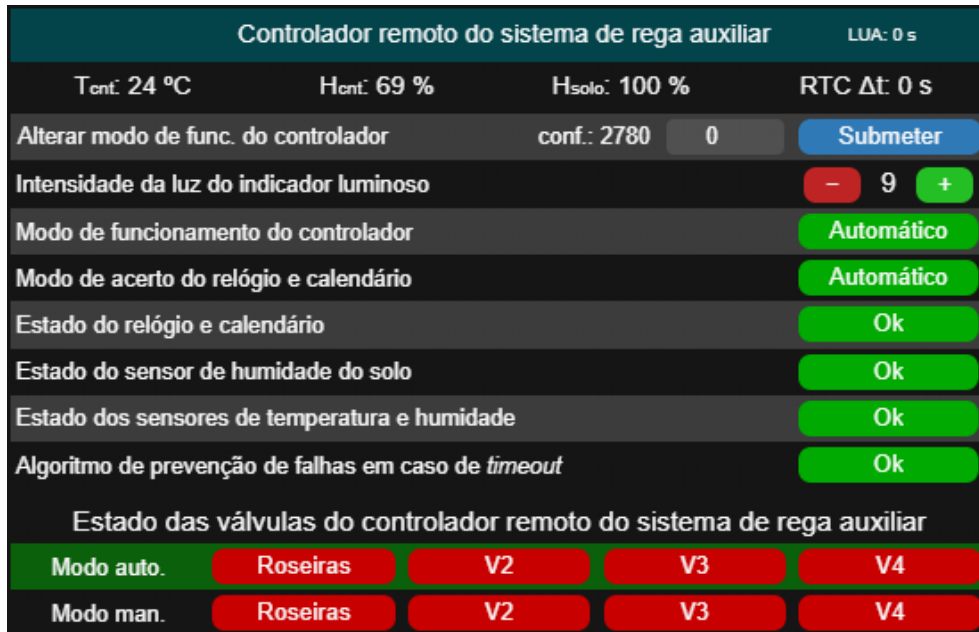 Controlador remoto do sistema de rega auxiliar LUA: 0 s
Tcnt: 24 ºC Hcnt: 69 % Hsolo: 100 % RTC Δt: 0 s
Alterar modo de func. do controlador conf.: 2780 0 Submeter
Intensidade da luz do indicador luminoso − 9 +
Modo de funcionamento do controlador Automático
Modo de acerto do relógio e calendário Automático
Estado do relógio e calendário Ok
Estado do sensor de humidade do solo Ok
Estado dos sensores de temperatura e humidade Ok
Algoritmo de prevenção de falhas em caso de timeout Ok
Estado das válvulas do controlador remoto do sistema de rega auxiliar
Modo auto. Roseiras V2 V3 V4
Modo man. Roseiras V2 V3 V4